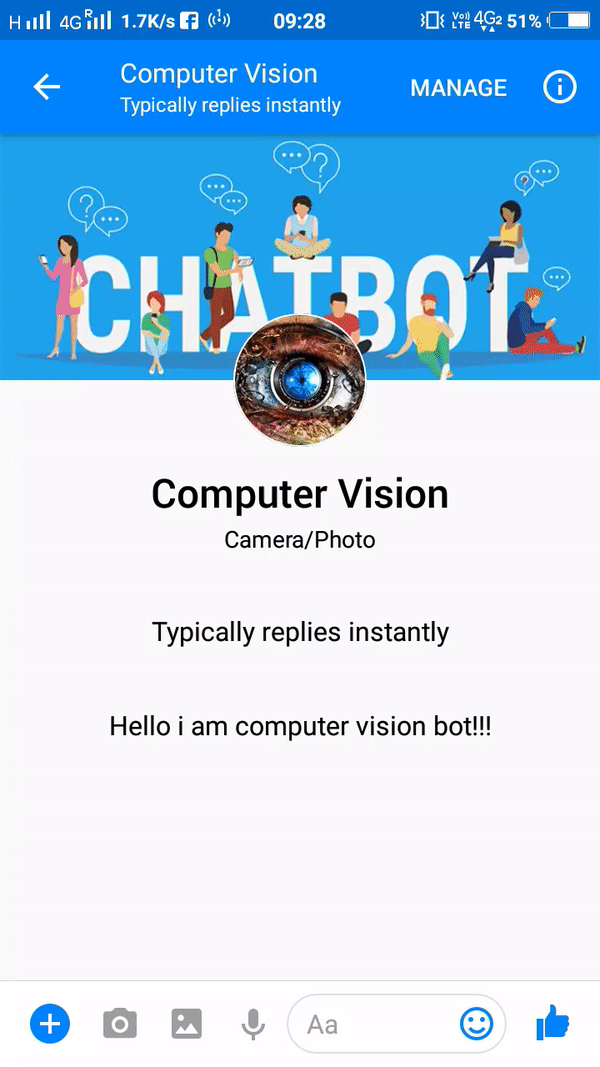 H 4G R 1.7K/s 09:28 Vo) LTE 4G2 51%
Computer Vision
Typically replies instantly
MANAGE
CHATBOT
Computer Vision
Camera/Photo
Typically replies instantly
Hello i am computer vision bot!!!
Aa